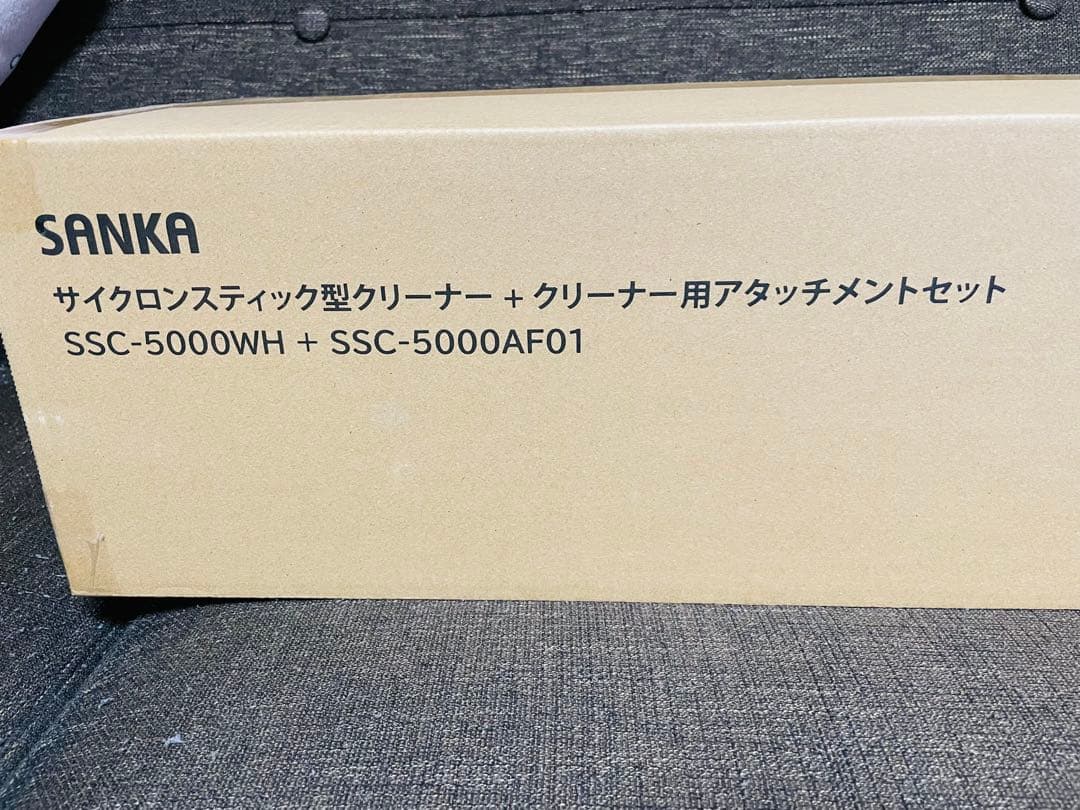 SANKA
サイクロンスティック型クリーナー + クリーナー用アタッチメントセット
SSC-5000WH + SSC-5000AF01